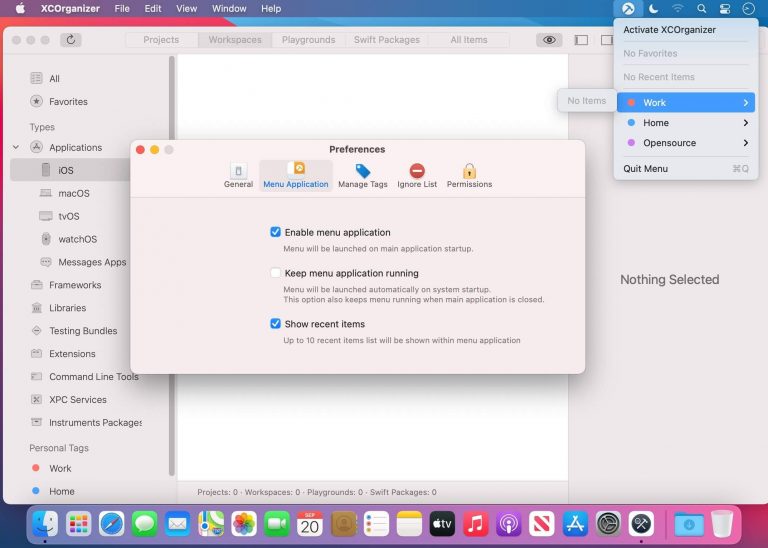 XCOrganizer File Edit View Window Help
Projects Workspaces Playgrounds Swift Packages All Items
Activate XCOrganizer
No Favorites
No Recent Items
No Items
Work
Home
Opensource
Quit Menu ⌘Q
All
Favorites
Types
Applications
iOS
macOS
tvOS
watchOS
Messages Apps
Frameworks
Libraries
Testing Bundles
Extensions
Command Line Tools
XPC Services
Instruments Packages
Personal Tags
Work
Home
Preferences
General Menu Application Manage Tags Ignore List Permissions
Enable menu application
Menu will be launched on main application startup.
Keep menu application running
Menu will be launched automatically on system startup.
This option also keeps menu running when main application is closed.
Show recent items
Up to 10 recent items list will be shown within menu application
Nothing Selected
Projects: 0 · Workspaces: 0 · Playgrounds: 0 · Swift Packages: 0
SEP
20
tv